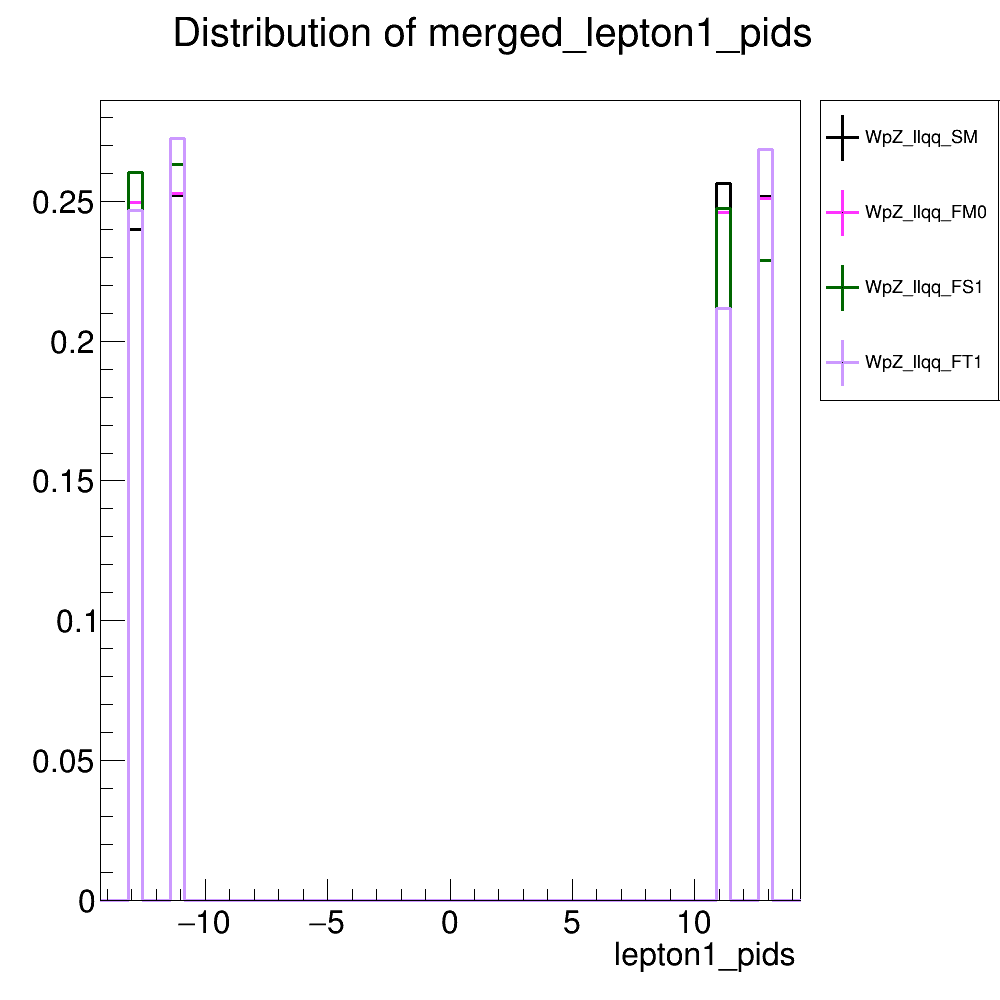 Distribution of merged_lepton1_pids
WpZ_llqq_SM
WpZ_llqq_FM0
WpZ_llqq_FS1
WpZ_llqq_FT1
0.25
0.2
0.15
0.1
0.05
0
−10 −5 0 5 10
lepton1_pids